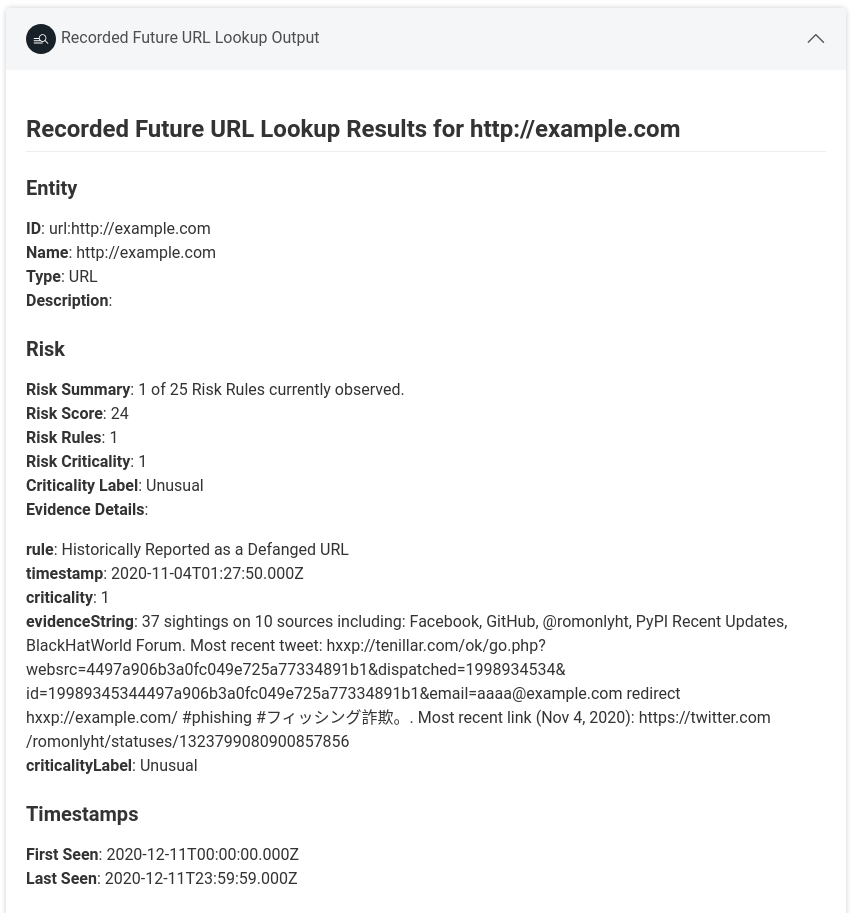 Recorded Future URL Lookup Output
Recorded Future URL Lookup Results for http://example.com
Entity
ID: url:http://example.com
Name: http://example.com
Type: URL
Description:
Risk
Risk Summary: 1 of 25 Risk Rules currently observed.
Risk Score: 24
Risk Rules: 1
Risk Criticality: 1
Criticality Label: Unusual
Evidence Details:
rule: Historically Reported as a Defanged URL
timestamp: 2020-11-04T01:27:50.000Z
criticality: 1
evidenceString: 37 sightings on 10 sources including: Facebook, GitHub, @romonlyht, PyPI Recent Updates,
BlackHatWorld Forum. Most recent tweet: hxxp://tenillar.com/ok/go.php?
websrc=4497a906b3a0fc049e725a77334891b1&dispatched=1998934534&
id=19989345344497a906b3a0fc049e725a77334891b1&email=aaaa@example.com redirect
hxxp://example.com/ #phishing #フィッシング詐欺。. Most recent link (Nov 4, 2020): https://twitter.com
/romonlyht/statuses/1323799080900857856
criticalityLabel: Unusual
Timestamps
First Seen: 2020-12-11T00:00:00.000Z
Last Seen: 2020-12-11T23:59:59.000Z